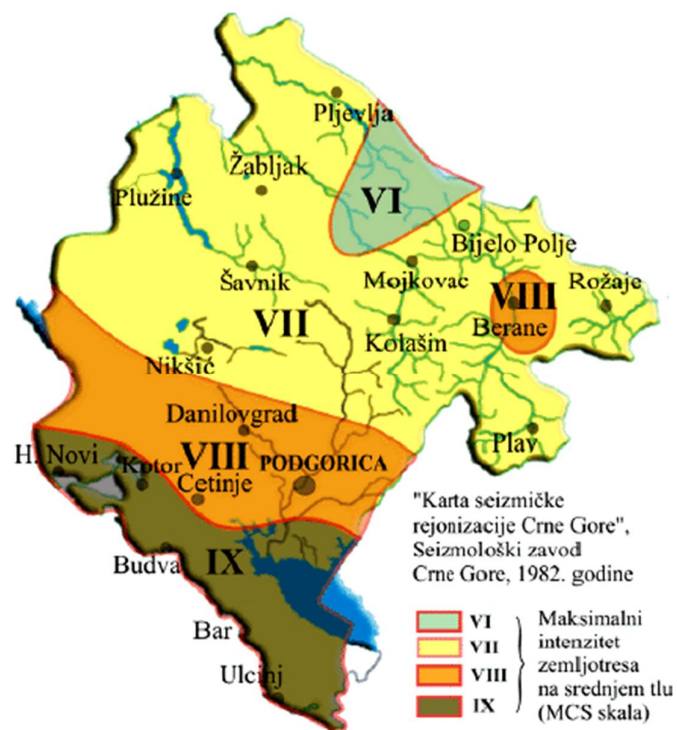 Pljevlja
Žabljak
Plužine
VI
Bijelo Polje
Šavnik
Mojkovac
VIII
Rožaje
VII
Berane
Kolašin
Nikšić
Danilovgrad
Plav
H. Novi
VIII
Kotor
PODGORICA
Cetinje
"Karta seizmičke
rejonizacije Crne Gore",
Seizmološki zavod
Crne Gore, 1982. godine
Budva
IX
Bar
Ulcinj
VI
VII
VIII
IX
Maksimalni
intenzitet
zemljotresa
na srednjem tlu
(MCS skala)